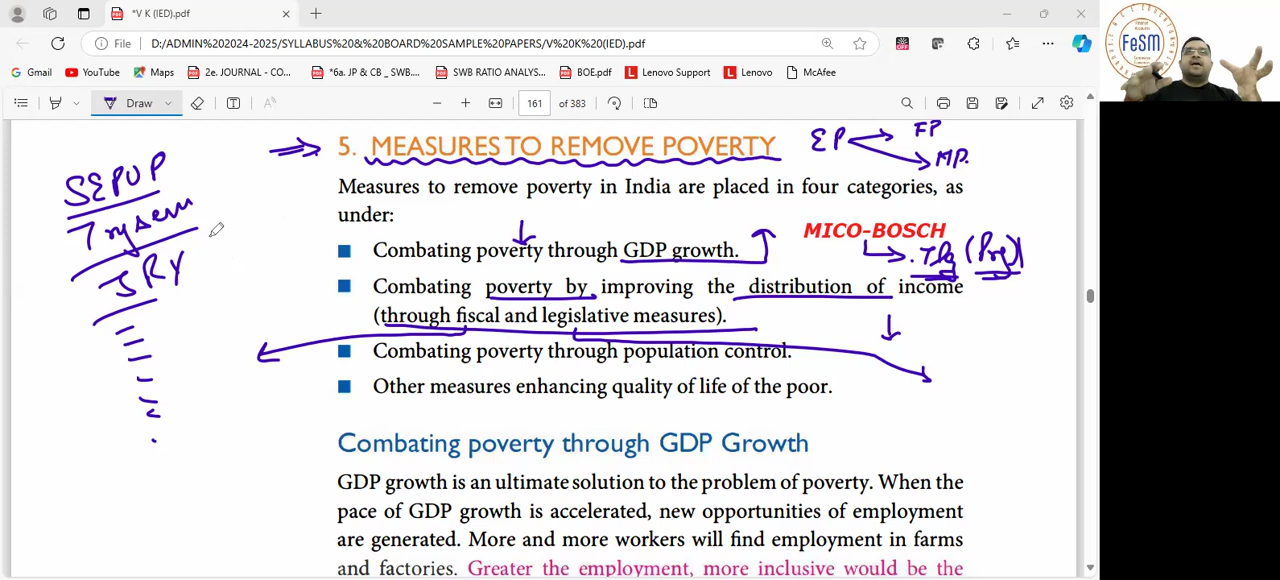 *V K (IED).pdf
File D:/ADMIN%202024-2025/SYLLABUS%20&%20BOARD%20SAMPLE%20PAPERS/V%20K%20(IED).pdf
Gmail YouTube Maps 2e. JOURNAL - CO... *6a. JP & CB _SWB... SWB RATIO ANALYS... BOE.pdf Lenovo Support Lenovo McAfee
Draw 161 of 383
FeSM
5. MEASURES TO REMOVE POVERTY
EP FP
MP.
Measures to remove poverty in India are placed in four categories, as
under:
SEPUP
Trysem
JRY
MICO-BOSCH
Combating poverty through GDP growth.
Combating poverty by improving the distribution of income
(through fiscal and legislative measures).
Combating poverty through population control.
Other measures enhancing quality of life of the poor.
Combating poverty through GDP Growth
GDP growth is an ultimate solution to the problem of poverty. When the
pace of GDP growth is accelerated, new opportunities of employment
are generated. More and more workers will find employment in farms
and factories. Greater the employment, more inclusive would be the